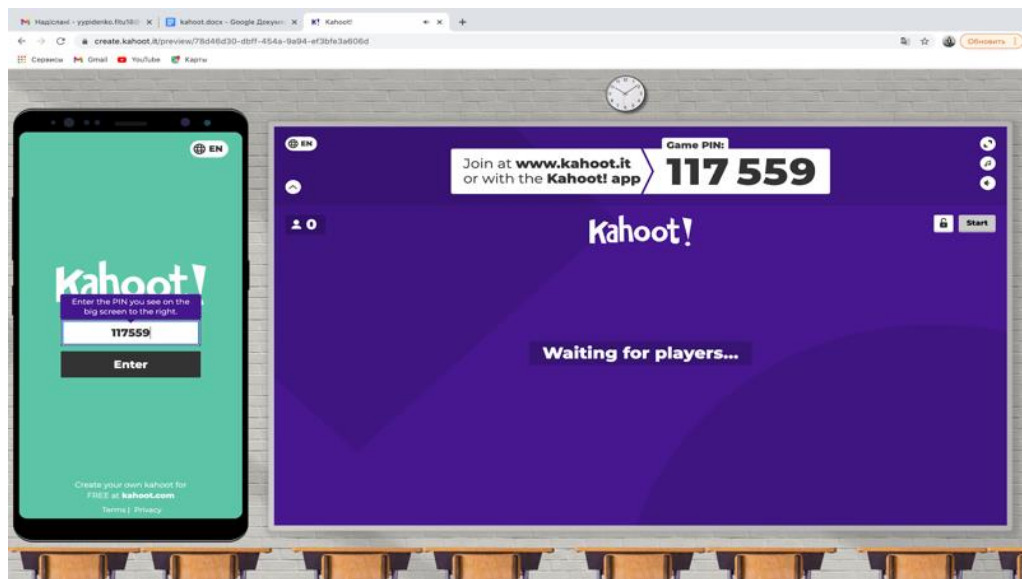 Надіслані - yypidenko.fitu18@
kahoot.docx - Google Докумен
Kahoot!
create.kahoot.it/preview/78d46d30-dbff-454a-9a94-ef3bfe3a606d
Обновить
Сервисы Gmail YouTube Карты
EN
Kahoot!
Enter the PIN you see on the
big screen to the right.
117559
Enter
Create your own kahoot for
FREE at kahoot.com
Terms | Privacy
EN
Join at www.kahoot.it
or with the Kahoot! app
Game PIN:
117 559
0
Kahoot!
Start
Waiting for players...